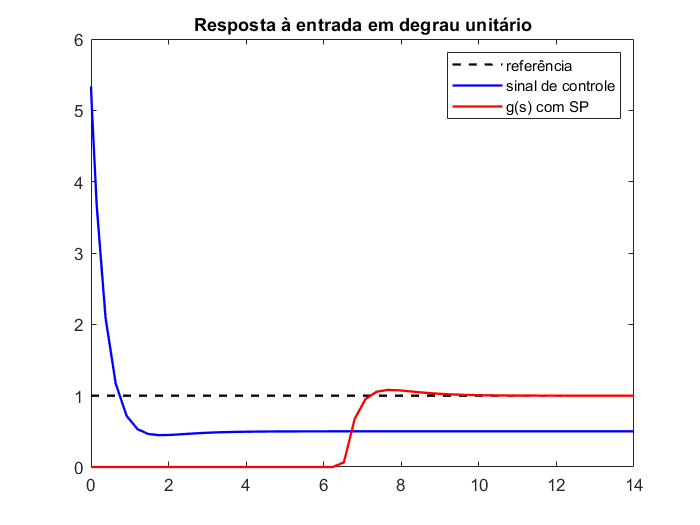 Resposta à entrada em degrau unitário
referência
sinal de controle
g(s) com SP
6
5
4
3
2
1
0
0 2 4 6 8 10 12 14